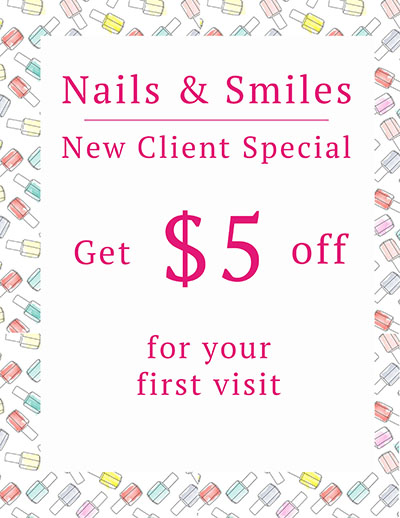 Nails & Smiles
New Client Special
Get $5 off
for your
first visit